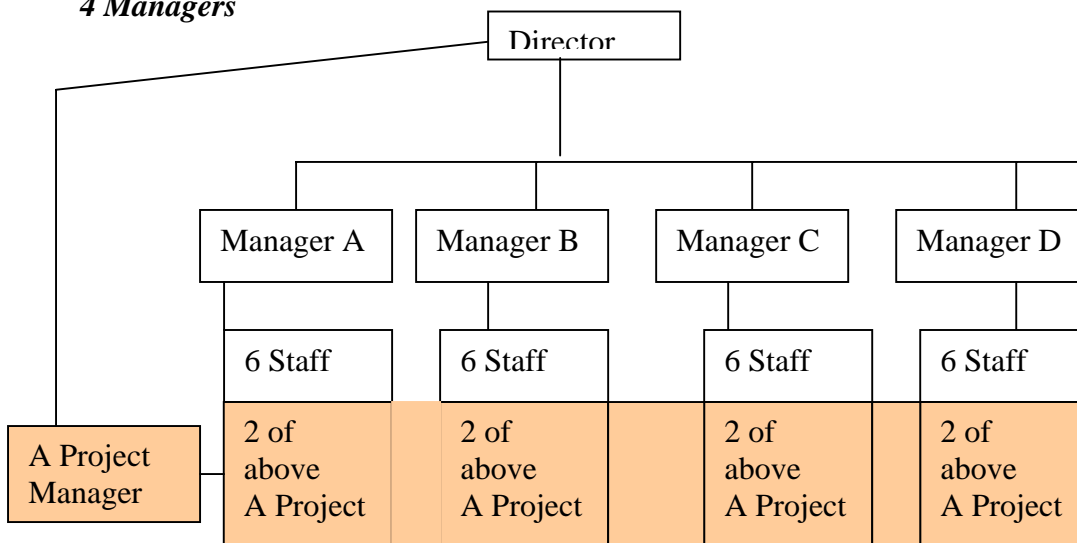 4 Managers
Director
Manager A
Manager B
Manager C
Manager D
6 Staff
6 Staff
6 Staff
6 Staff
A Project
Manager
2 of
above
A Project
2 of
above
A Project
2 of
above
A Project
2 of
above
A Project